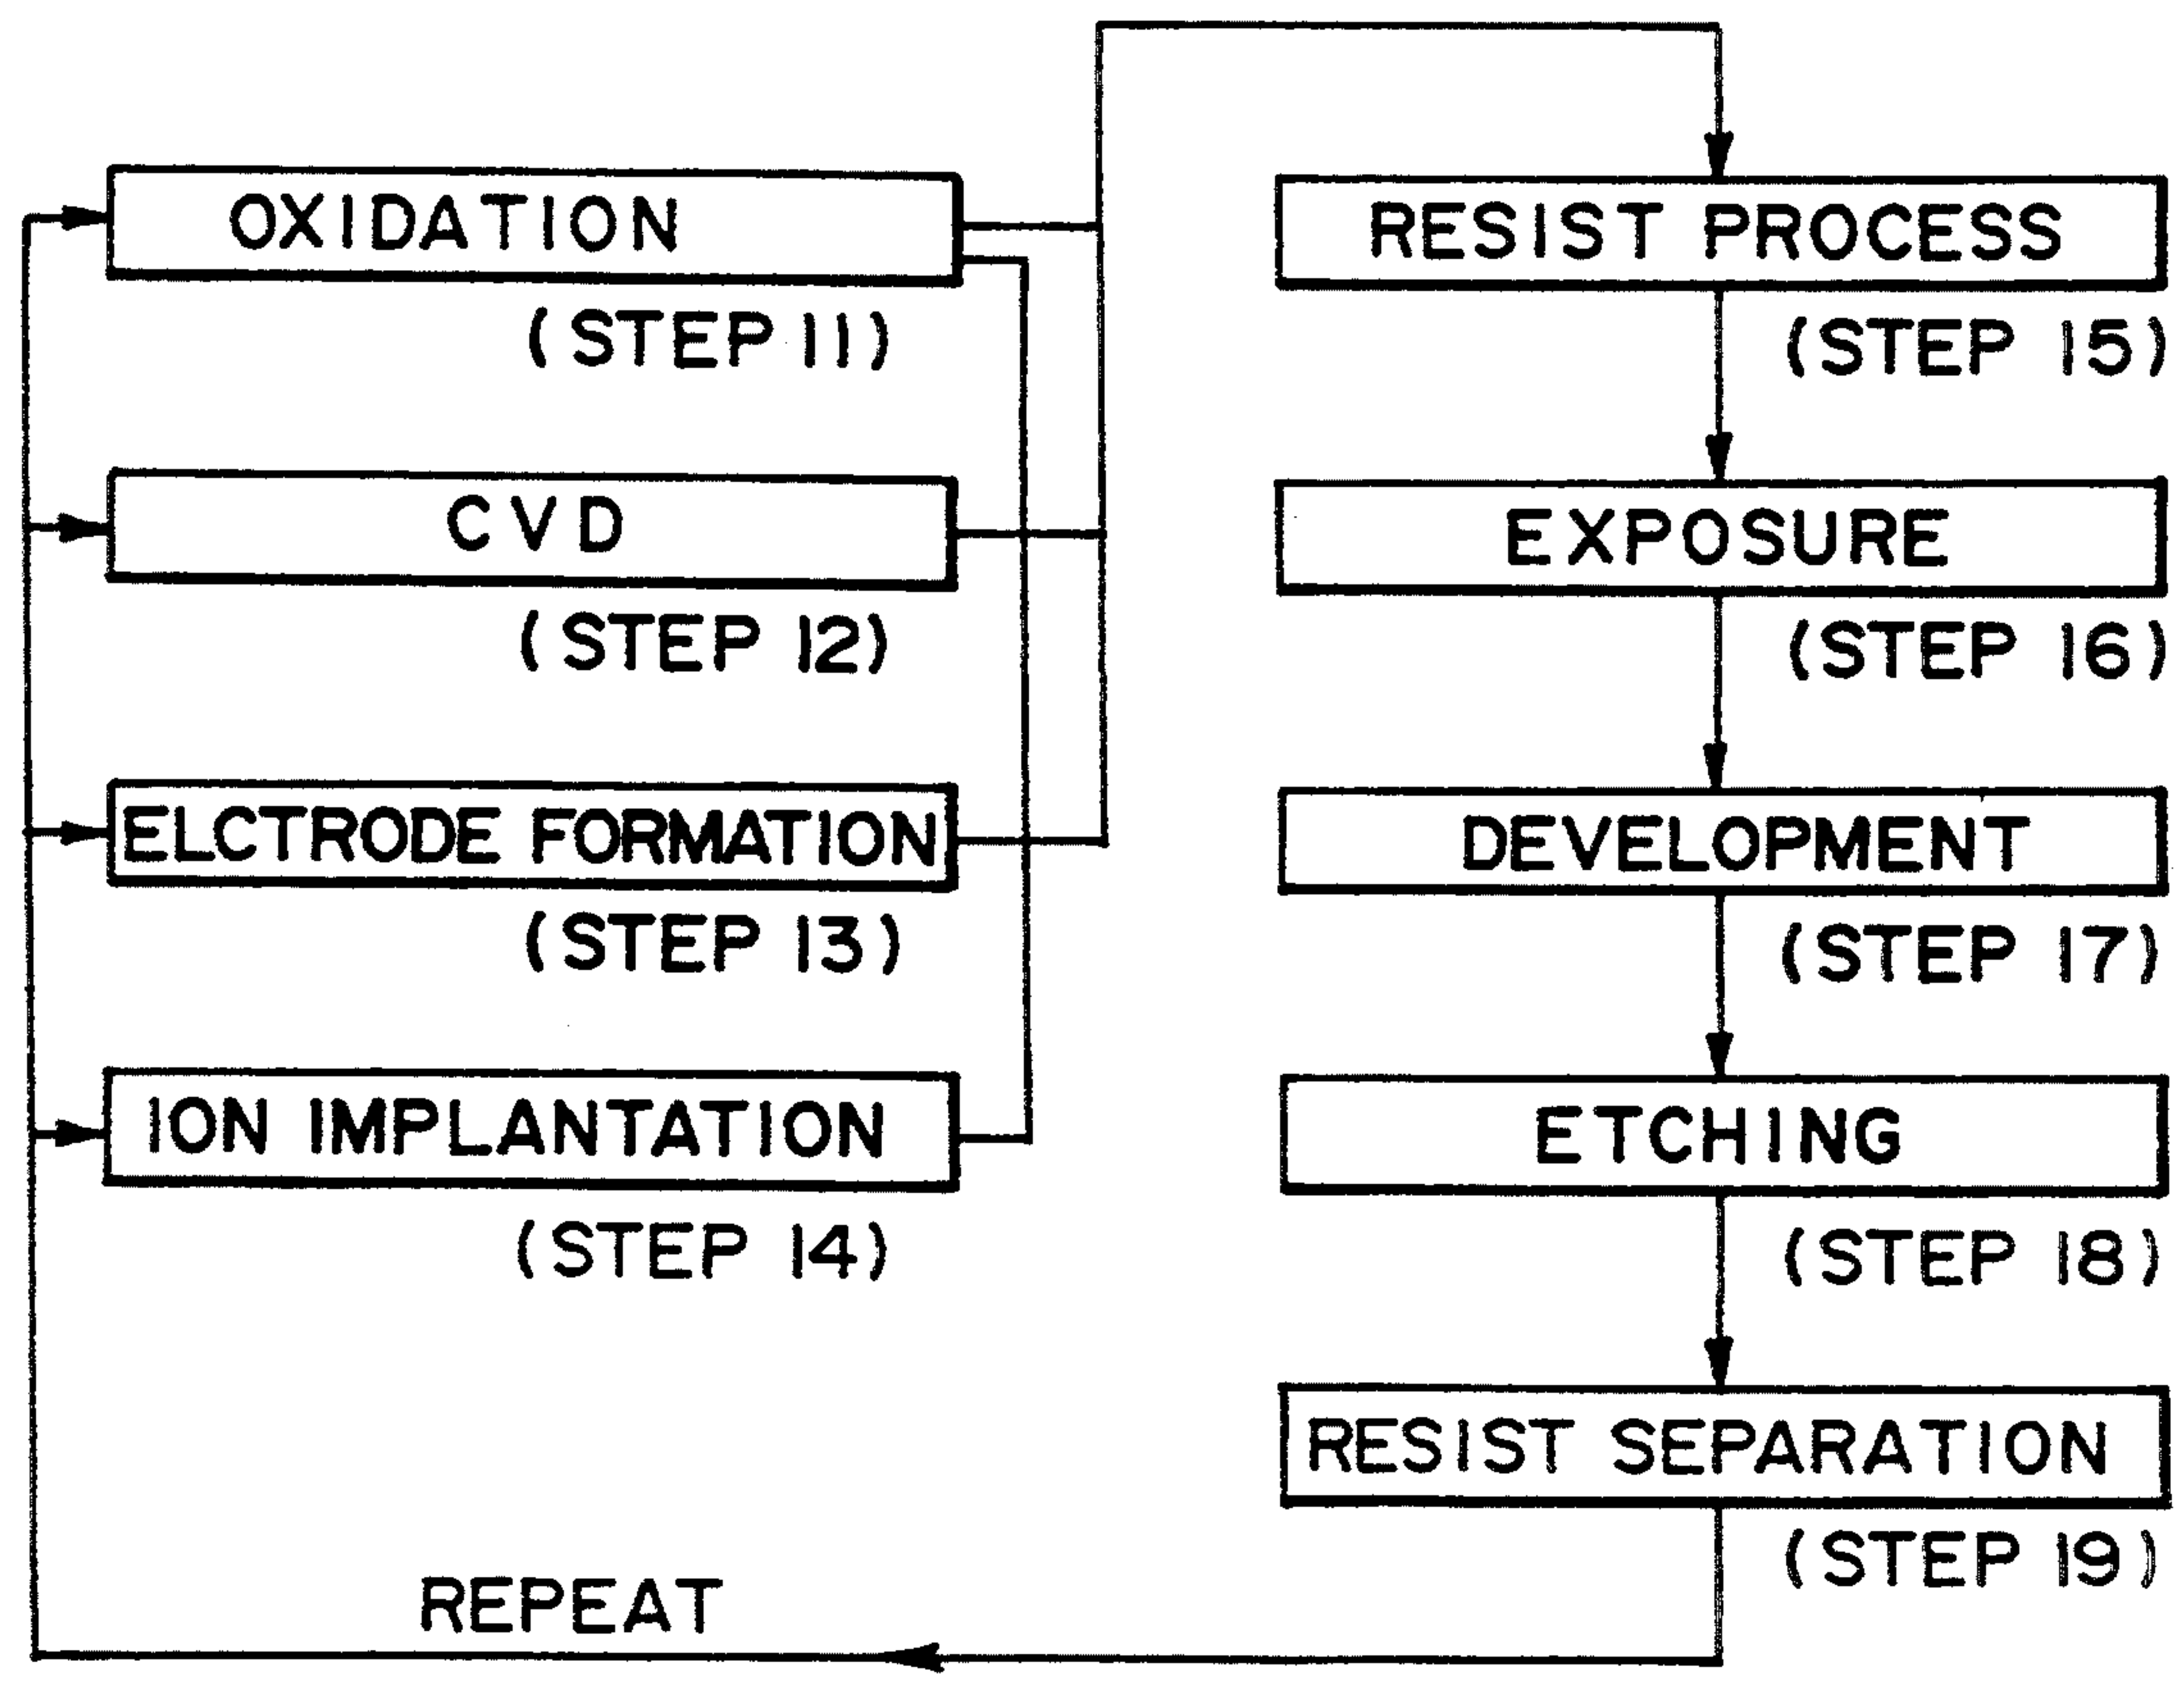 OXIDATION
(STEP 11)
CVD
(STEP 12)
ELCTRODE FORMATION
(STEP 13)
ION IMPLANTATION
(STEP 14)
RESIST PROCESS
(STEP 15)
EXPOSURE
(STEP 16)
DEVELOPMENT
(STEP 17)
ETCHING
(STEP 18)
RESIST SEPARATION
(STEP 19)
REPEAT